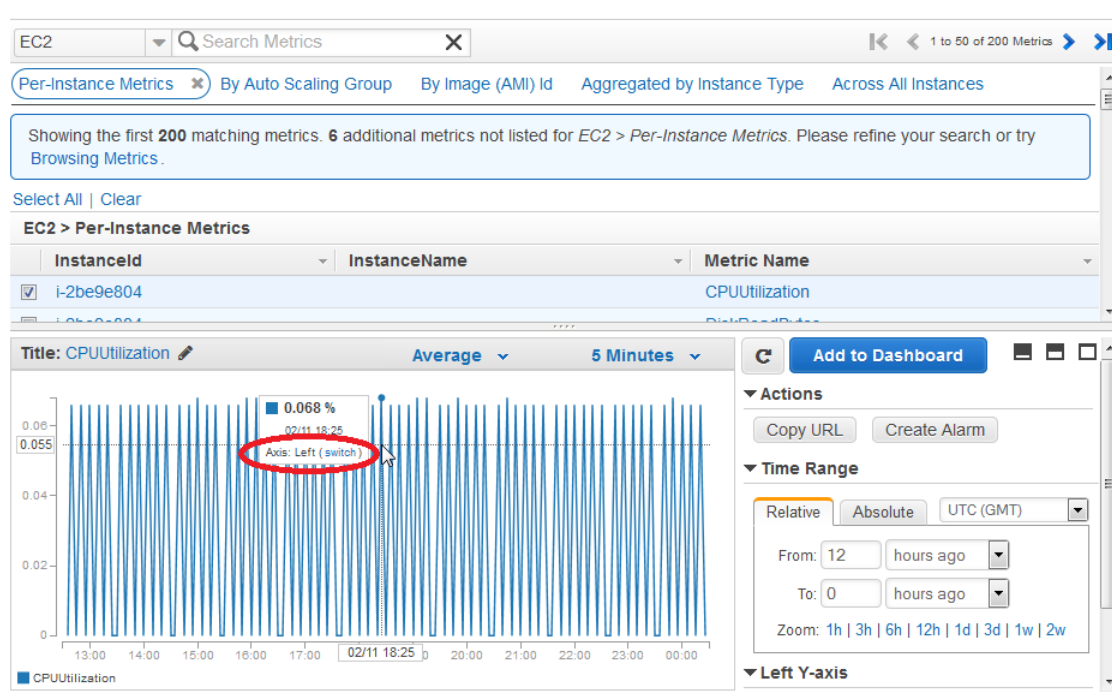 EC2 Search Metrics 1 to 50 of 200 Metrics
Per-Instance Metrics By Auto Scaling Group By Image (AMI) Id Aggregated by Instance Type Across All Instances
Showing the first 200 matching metrics. 6 additional metrics not listed for EC2 > Per-Instance Metrics. Please refine your search or try
Browsing Metrics.
Select All | Clear
EC2 > Per-Instance Metrics
InstanceId InstanceName Metric Name
i-2be9e804 CPUUtilization
Title: CPUUtilization Average 5 Minutes
0.06
0.055
0.04
0.02
0
0.068 %
02/11 18:25
Axis: Left (switch)
13:00 14:00 15:00 16:00 17:00 02/11 18:25 20:00 21:00 22:00 23:00 00:00
CPUUtilization
Add to Dashboard
Actions
Copy URL Create Alarm
Time Range
Relative Absolute UTC (GMT)
From: 12 hours ago
To: 0 hours ago
Zoom: 1h | 3h | 6h | 12h | 1d | 3d | 1w | 2w
Left Y-axis